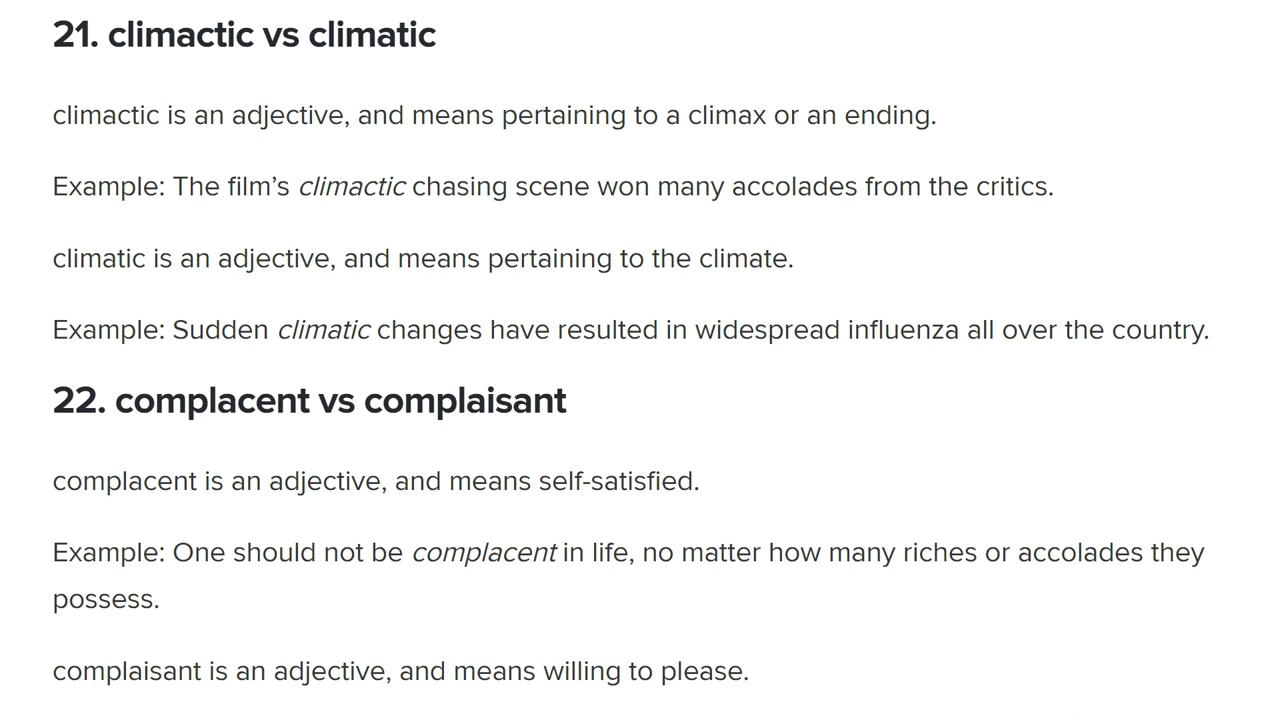 21. climactic vs climatic
climactic is an adjective, and means pertaining to a climax or an ending.
Example: The film’s climactic chasing scene won many accolades from the critics.
climatic is an adjective, and means pertaining to the climate.
Example: Sudden climatic changes have resulted in widespread influenza all over the country.
22. complacent vs complaisant
complacent is an adjective, and means self-satisfied.
Example: One should not be complacent in life, no matter how many riches or accolades they
possess.
complaisant is an adjective, and means willing to please.